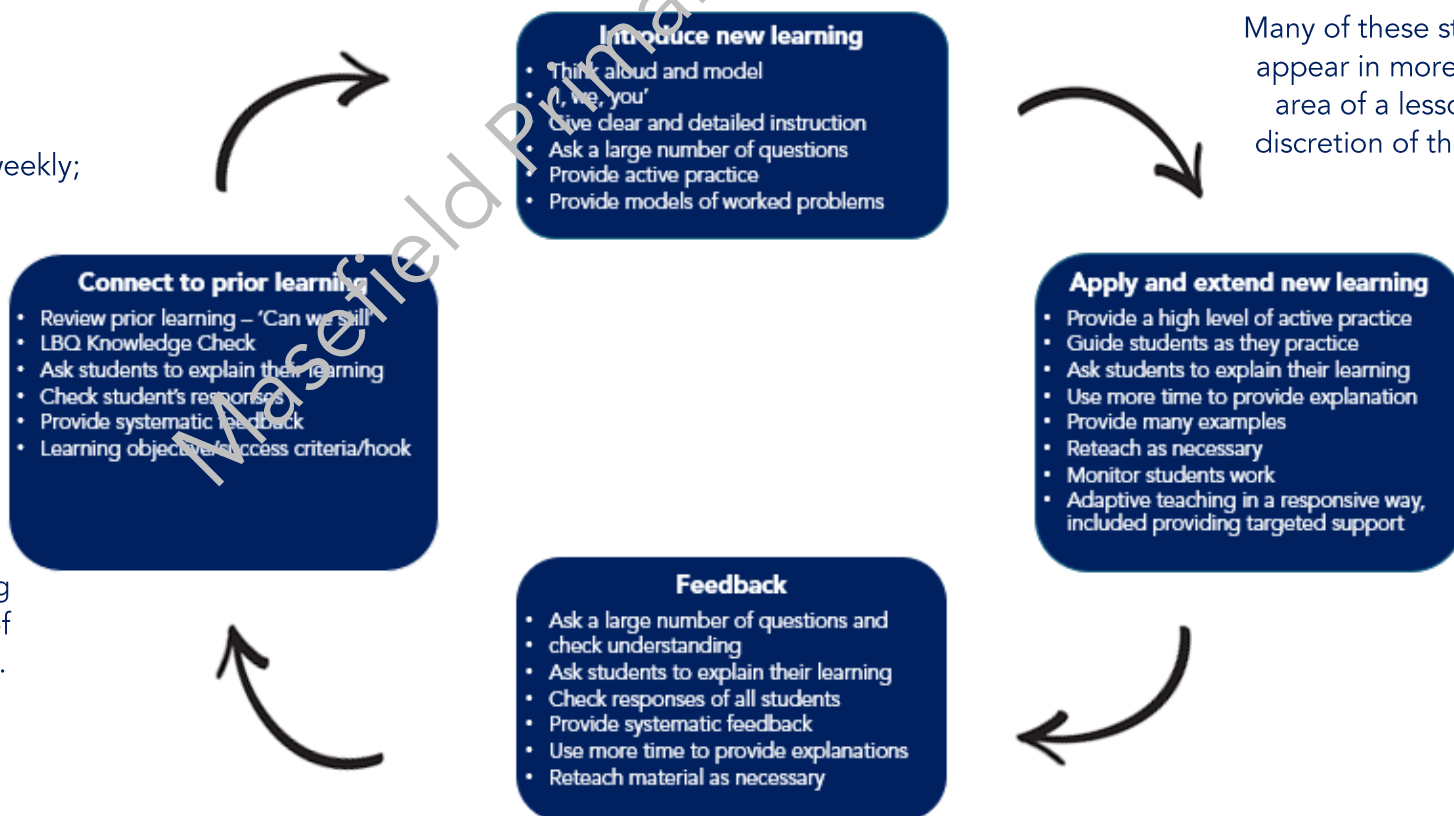 Introduce new learning
• Think aloud and model
• 'I, we, you'
• Give clear and detailed instruction
• Ask a large number of questions
• Provide active practice
• Provide models of worked problems
Many of these
appear in more
area of a
discretion of
weekly;
Connect to prior learning
• Review prior learning – 'Can we still'
• LBQ Knowledge Check
• Ask students to explain their learning
• Check student's responses
• Provide systematic feedback
• Learning objective/success criteria/hook
Apply and extend new learning
• Provide a high level of active practice
• Guide students as they practice
• Ask students to explain their learning
• Use more time to provide explanation
• Provide many examples
• Reteach as necessary
• Monitor students work
• Adaptive teaching in a responsive way,
included providing targeted support
Feedback
• Ask a large number of questions and
• check understanding
• Ask students to explain their learning
• Check responses of all students
• Provide systematic feedback
• Use more time to provide explanations
• Reteach material as necessary
Masefield